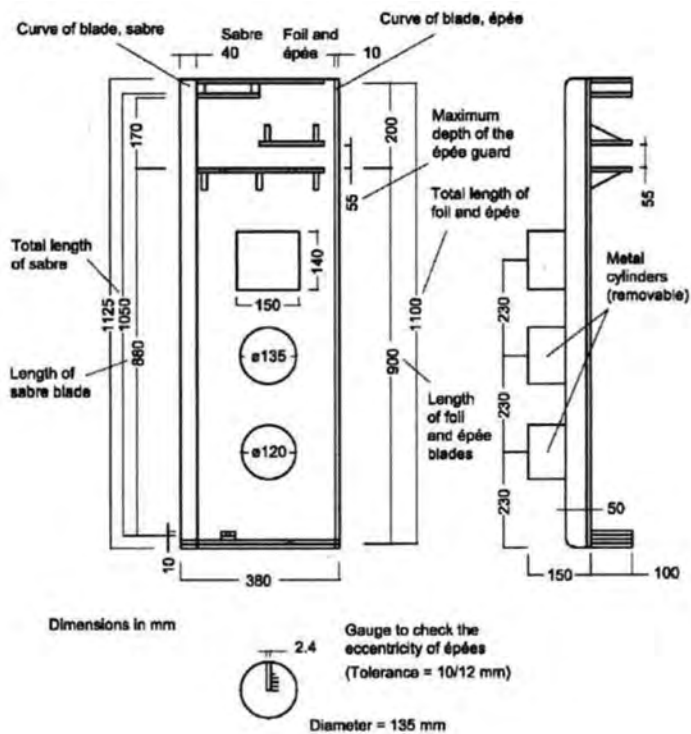 Curve of blade, sabre
Sabre
40
Foil and
épée
10
Curve of blade, épée
170
200
Maximum
depth of the
épée guard
55
55
Total length of
foil and épée
Total length
of sabre
1125
1050
880
140
150
1100
900
Metal
cylinders
(removable)
230
230
230
ø135
Length of
sabre blade
Length
of foil
and épée
blades
ø120
50
10
380
150
100
Dimensions in mm
2.4
Gauge to check the
eccentricity of épées
(Tolerance = 10/12 mm)
Diameter = 135 mm